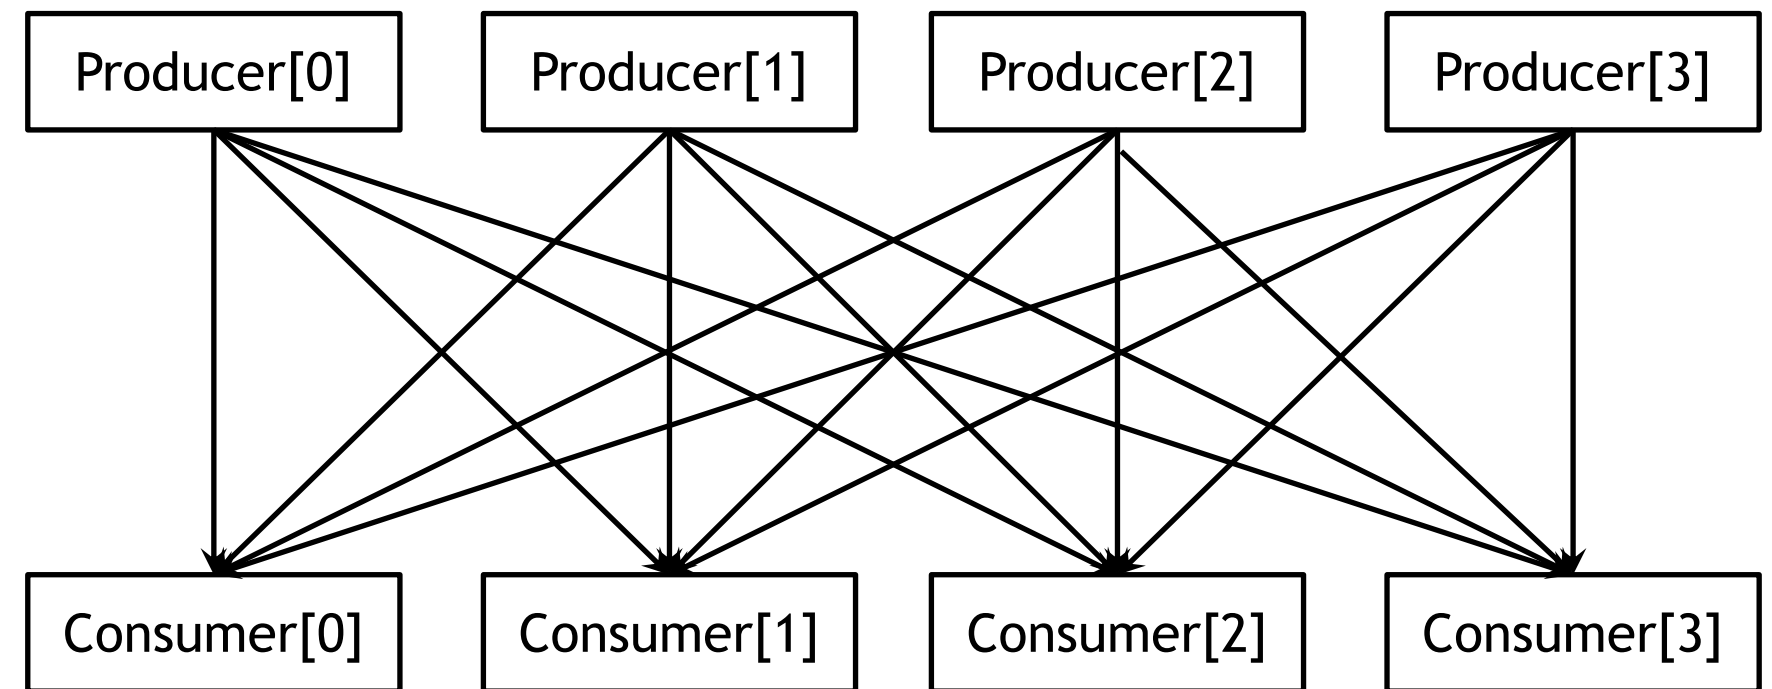 Producer[0]
Producer[1]
Producer[2]
Producer[3]
Consumer[0]
Consumer[1]
Consumer[2]
Consumer[3]